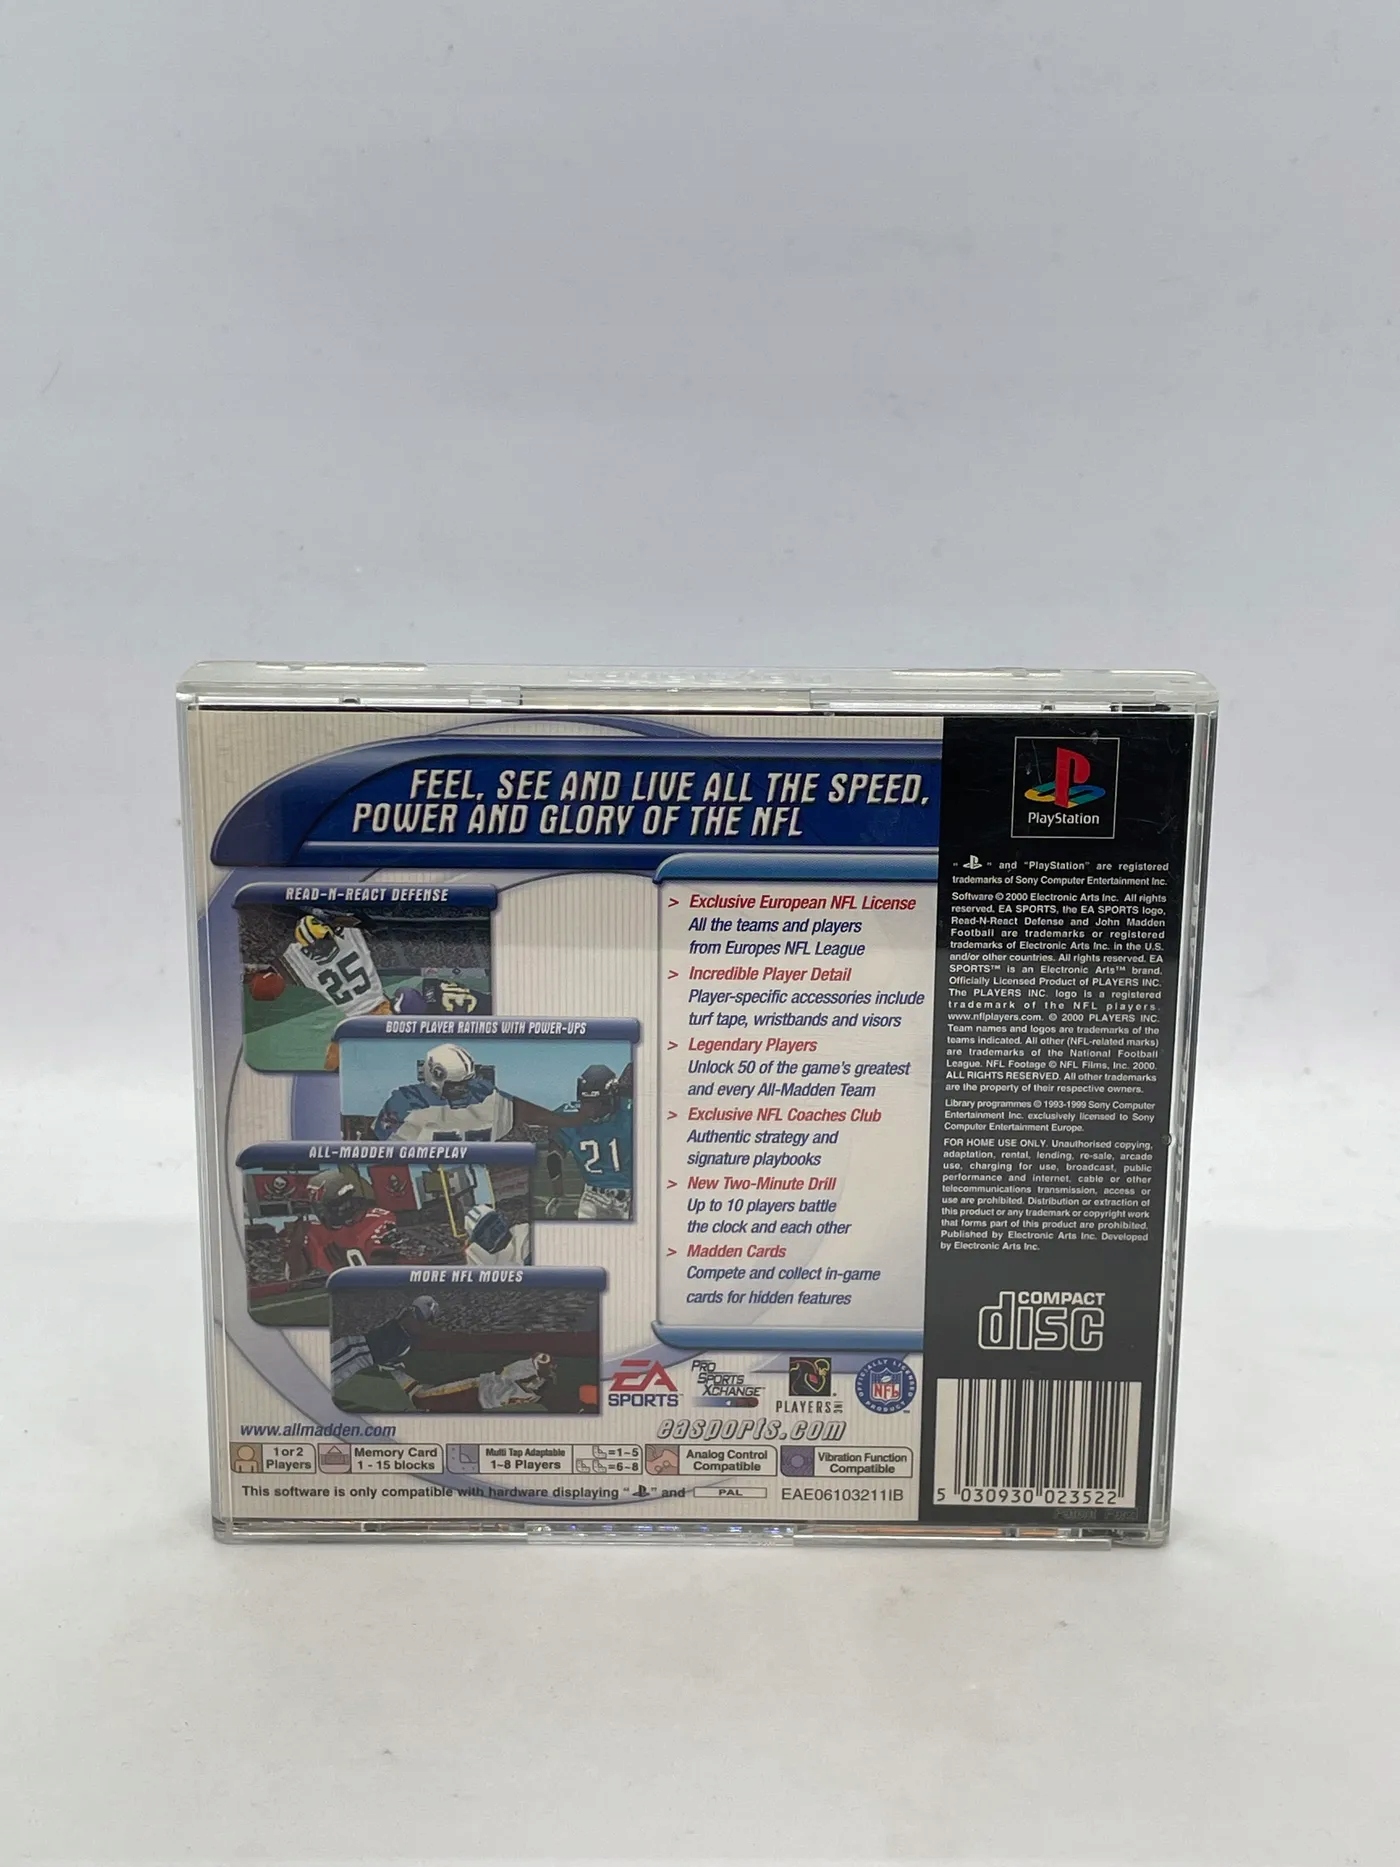 FEEL, SEE AND LIVE ALL THE SPEED,
POWER AND GLORY OF THE NFL
READ-N-REACT DEFENSE
25
30
BOOST PLAYER RATINGS WITH POWER-UPS
21
ALL-MADDEN GAMEPLAY
MORE NFL MOVES
> Exclusive European NFL License
All the teams and players
from Europes NFL League
> Incredible Player Detail
Player-specific accessories include
turf tape, wristbands and visors
> Legendary Players
Unlock 50 of the game's greatest
and every All-Madden Team
> Exclusive NFL Coaches Club
Authentic strategy and
signature playbooks
> New Two-Minute Drill
Up to 10 players battle
the clock and each other
> Madden Cards
Compete and collect in-game
cards for hidden features
EA
SPORTS™
PRO
SPORTS
XCHANGE™
PLAYERS INC
OFFICIALLY LICENSED
NFL
PRODUCT
www.allmadden.com
easports.com
1 or 2
Players
Memory Card
1 - 15 blocks
Multi Tap Adaptable
1-8 Players
=1-5
=6-8
Analog Control
Compatible
Vibration Function
Compatible
This software is only compatible with hardware displaying " " and PAL
EAE06103211IB
PlayStation
" " and "PlayStation" are registered
trademarks of Sony Computer Entertainment Inc.
Software © 2000 Electronic Arts Inc. All rights
reserved. EA SPORTS, the EA SPORTS logo,
Read-N-React Defense and John Madden
Football are trademarks or registered
trademarks of Electronic Arts Inc. in the U.S.
and/or other countries. All rights reserved. EA
SPORTS™ is an Electronic Arts™ brand.
Officially Licensed Product of PLAYERS INC.
The PLAYERS INC. logo is a registered
trademark of the NFL players.
www.nflplayers.com. © 2000 PLAYERS INC.
Team names and logos are trademarks of the
teams indicated. All other (NFL-related marks)
are trademarks of the National Football
League. NFL Footage © NFL Films, Inc. 2000.
ALL RIGHTS RESERVED. All other trademarks
are the property of their respective owners.
Library programmes © 1993-1999 Sony Computer
Entertainment Inc. exclusively licensed to Sony
Computer Entertainment Europe.
FOR HOME USE ONLY. Unauthorised copying,
adaptation, rental, lending, re-sale, arcade
use, charging for use, broadcast, public
performance and internet, cable or other
telecommunications transmission, access or
use are prohibited. Distribution or extraction of
this product or any trademark or copyright work
that forms part of this product are prohibited.
Published by Electronic Arts Inc. Developed
by Electronic Arts Inc.
COMPACT
disc
5 030930 023522